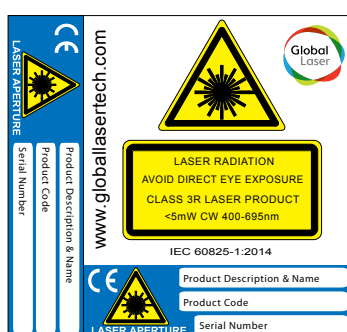 LASER APERTURE
CE
Serial Number
Product Code
Product Description & Name
www.globallasertech.com
Global
Laser
LASER RADIATION
AVOID DIRECT EYE EXPOSURE
CLASS 3R LASER PRODUCT
<5mW CW 400-695nm
IEC 60825-1:2014
CE
LASER APERTURE
Product Description & Name
Product Code
Serial Number